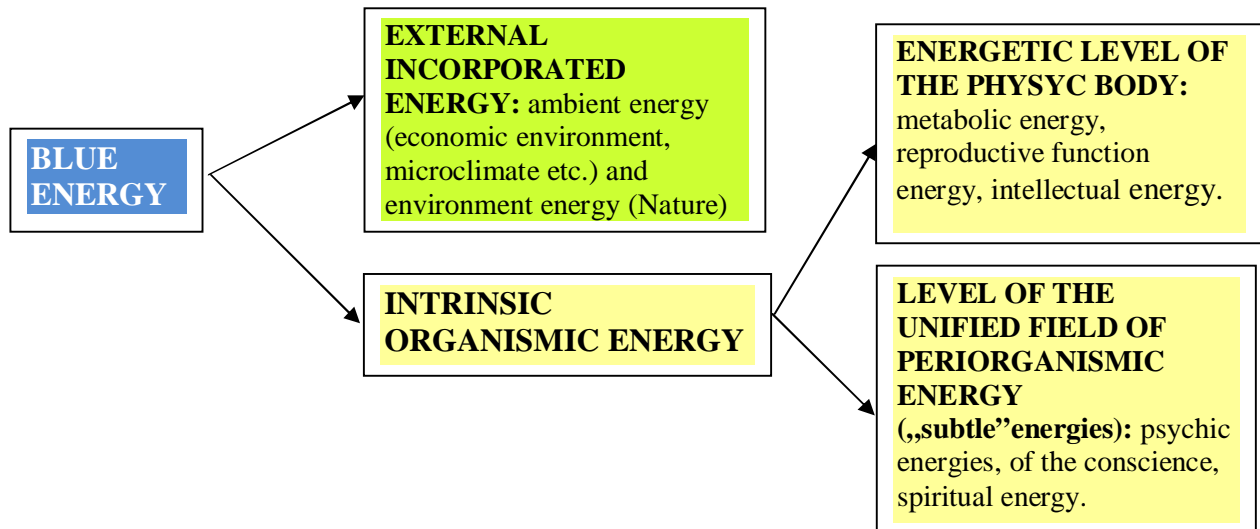 BLUE
ENERGY
EXTERNAL
INCORPORATED
ENERGY: ambient energy
(economic environment,
microclimate etc.) and
environment energy (Nature)
INTRINSIC
ORGANISMIC ENERGY
ENERGETIC LEVEL OF
THE PHYSYC BODY:
metabolic energy,
reproductive function
energy, intellectual energy.
LEVEL OF THE
UNIFIED FIELD OF
PERIORGANISMIC
ENERGY
(„subtle”energies): psychic
energies, of the conscience,
spiritual energy.